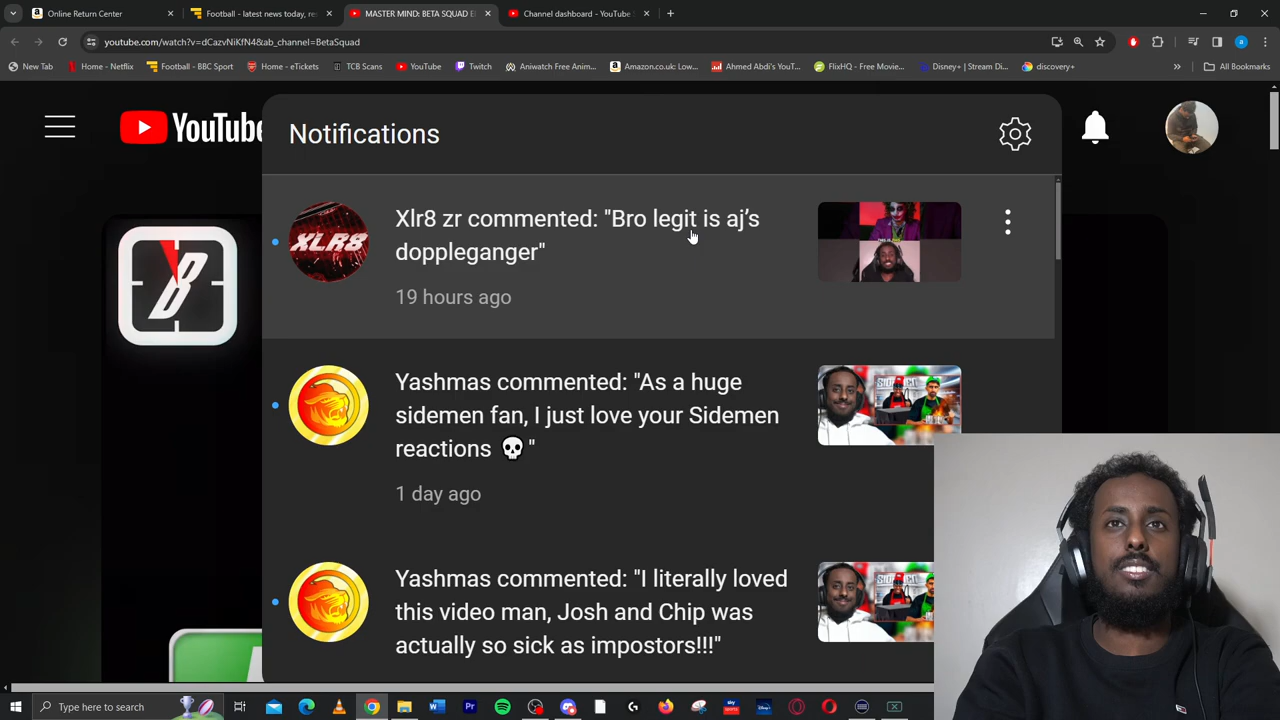 Online Return Center
Football - latest news today, re
MASTER MIND: BETA SQUAD E
Channel dashboard - YouTube
youtube.com/watch?v=dCazvNiKfN4&ab_channel=BetaSquad
New Tab
Home - Netflix
Football - BBC Sport
Home - eTickets
TCB Scans
YouTube
Twitch
Aniwatch Free Anim...
Amazon.co.uk: Low...
Ahmed Abdi's YouT...
FlixHQ - Free Movie...
Disney+ | Stream Di...
discovery+
All Bookmarks
YouTube
Notifications
XLR8
Xlr8 zr commented: "Bro legit is aj’s
doppleganger"
19 hours ago
Yashmas commented: "As a huge
sidemen fan, I just love your Sidemen
reactions 💀"
1 day ago
Yashmas commented: "I literally loved
this video man, Josh and Chip was
actually so sick as impostors!!!"
Type here to search